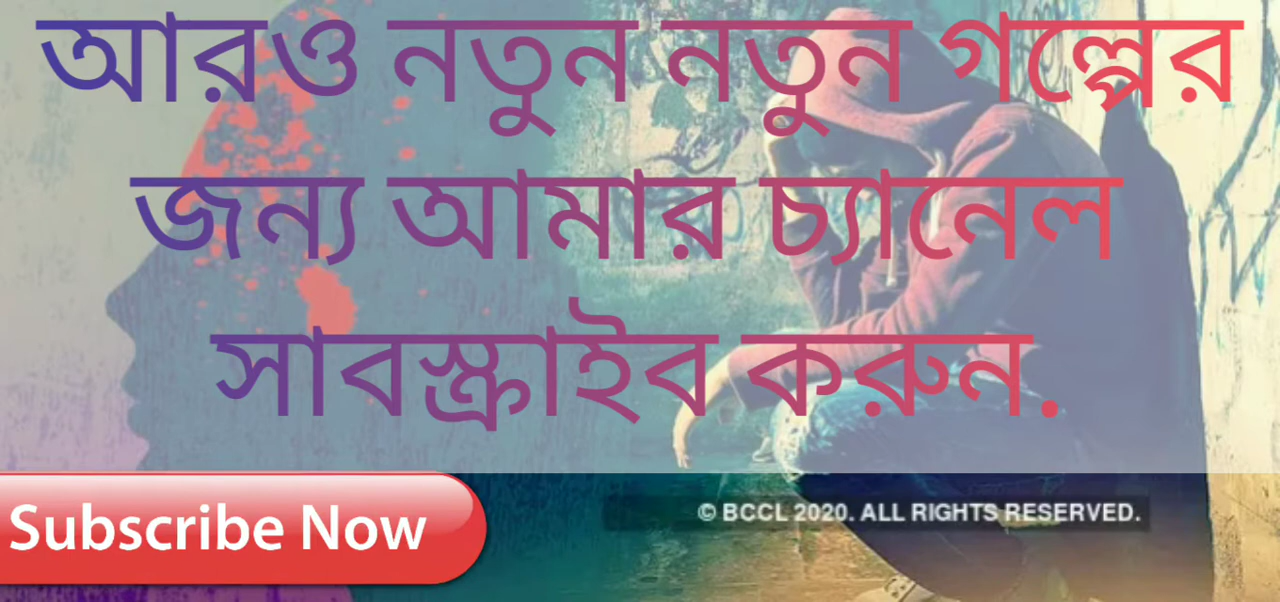 আরও নতুন নতুন গল্পের
জন্য আমার চ্যানেল
সাবস্ক্রাইব করুন.
Subscribe Now
© BCCL 2020. ALL RIGHTS RESERVED.